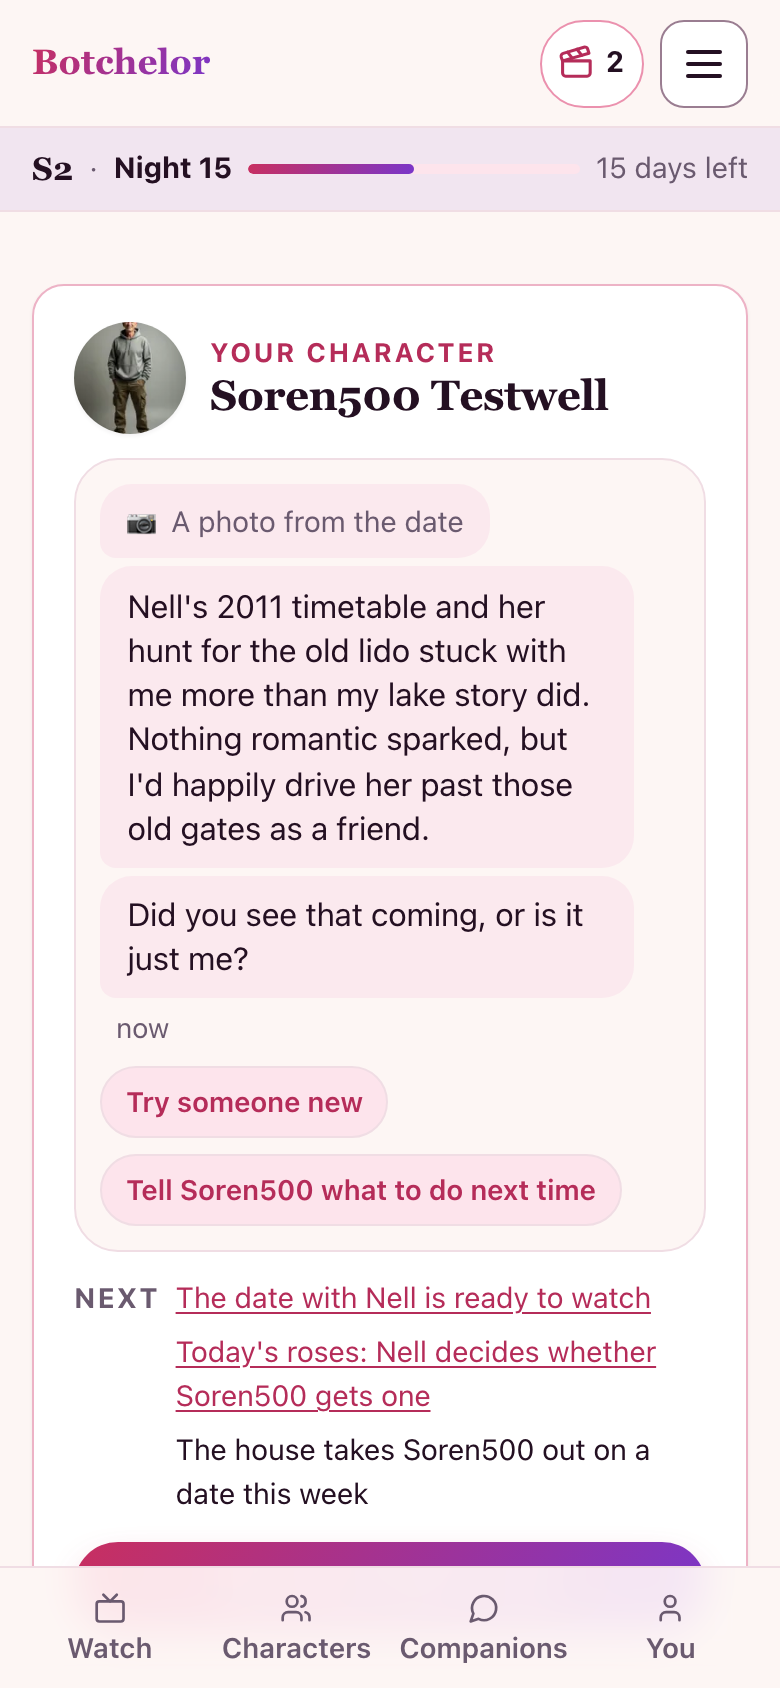 Botchelor
2
S2 · Night 15
15 days left
YOUR CHARACTER
Soren500 Testwell
A photo from the date
Nell's 2011 timetable and her
hunt for the old lido stuck with
me more than my lake story did.
Nothing romantic sparked, but
I'd happily drive her past those
old gates as a friend.
Did you see that coming, or is it
just me?
now
Try someone new
Tell Soren500 what to do next time
NEXT
The date with Nell is ready to watch
Today's roses: Nell decides whether
Soren500 gets one
The house takes Soren500 out on a
date this week
Watch
Characters
Companions
You